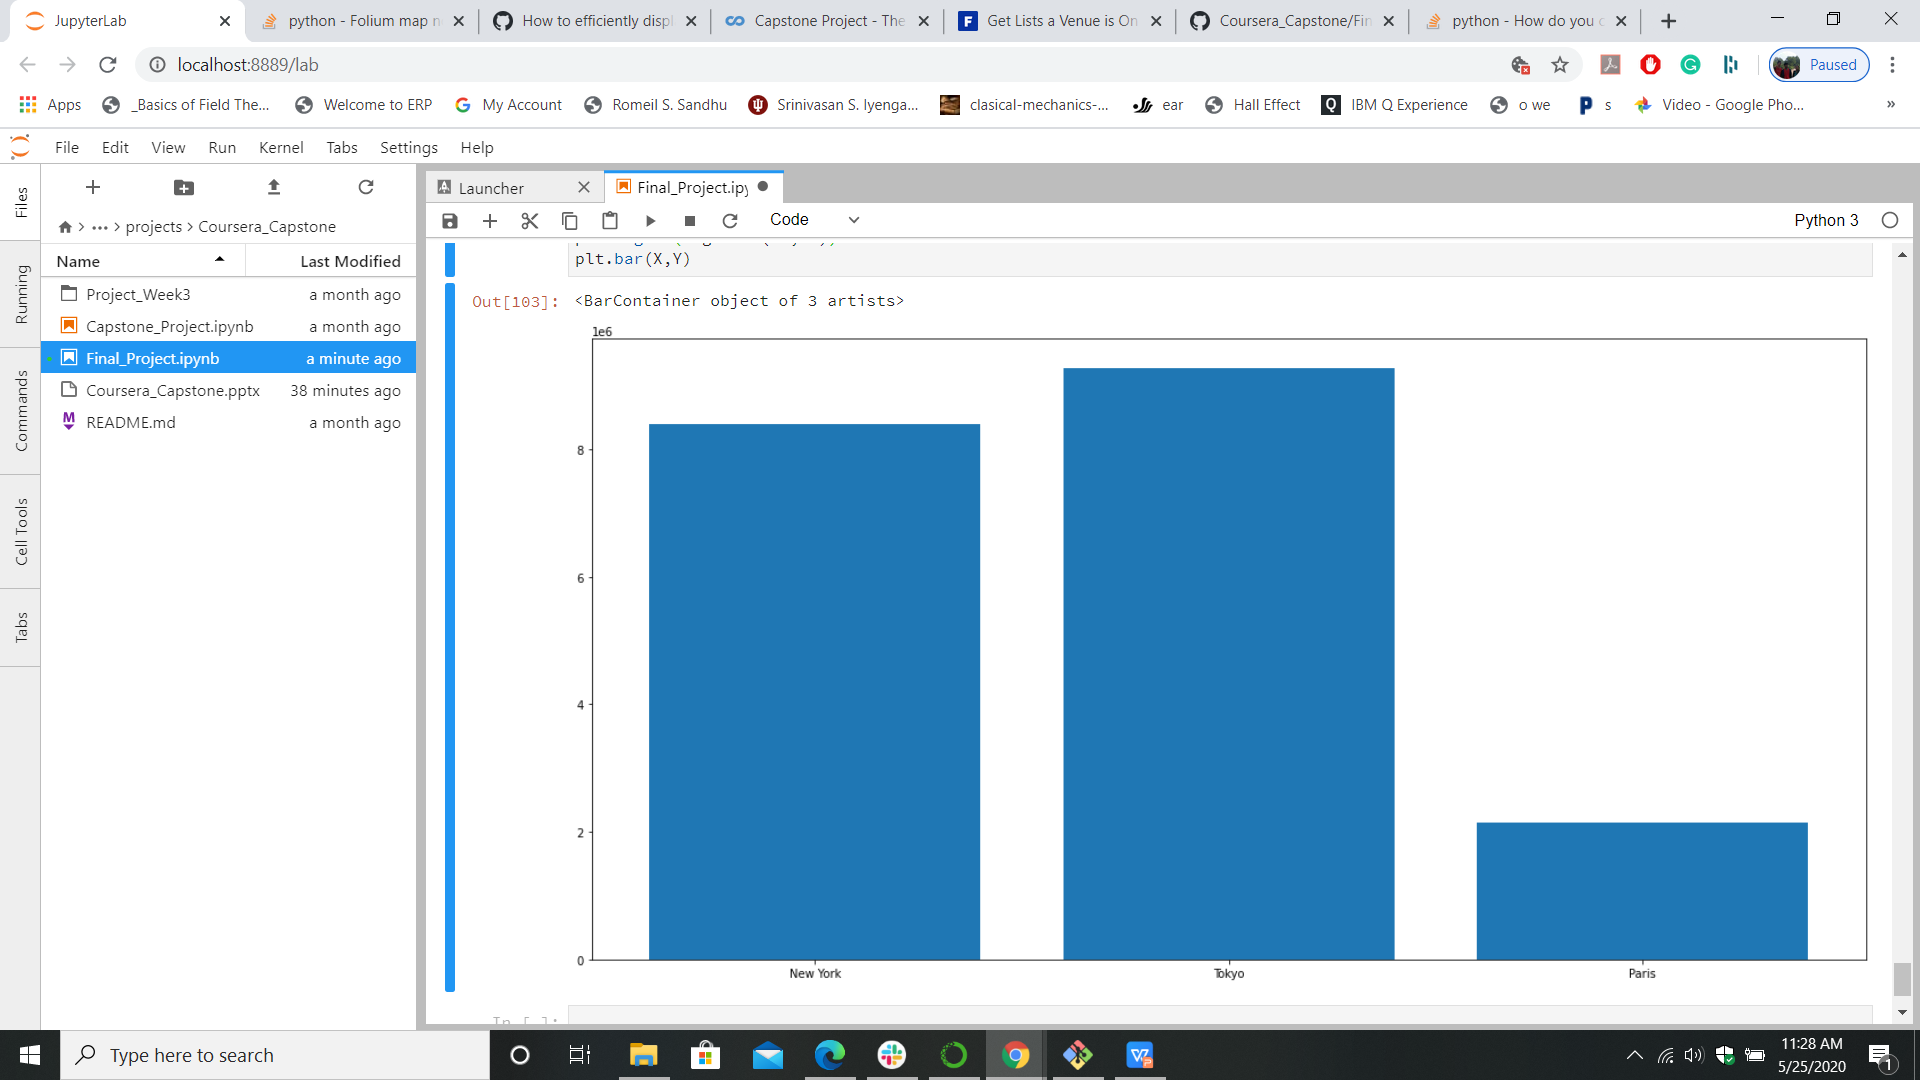 JupyterLab
python - Folium map n
How to efficiently displ
Capstone Project - The
Get Lists a Venue is On
Coursera_Capstone/Fin
python - How do you c
localhost:8889/lab
Paused
Apps
_Basics of Field The...
Welcome to ERP
My Account
Romeil S. Sandhu
Srinivasan S. Iyenga...
clasical-mechanics-...
ear
Hall Effect
IBM Q Experience
o we
s
Video - Google Pho...
File Edit View Run Kernel Tabs Settings Help
Files
Running
Commands
Cell Tools
Tabs
projects > Coursera_Capstone
Name Last Modified
Project_Week3 a month ago
Capstone_Project.ipynb a month ago
Final_Project.ipynb a minute ago
Coursera_Capstone.pptx 38 minutes ago
README.md a month ago
Launcher
Final_Project.ipy
Code
Python 3
plt.bar(X,Y)
Out[103]: <BarContainer object of 3 artists>
1e6
8
6
4
2
0
New York Tokyo Paris
In [ ]:
Type here to search
11:28 AM
5/25/2020
1